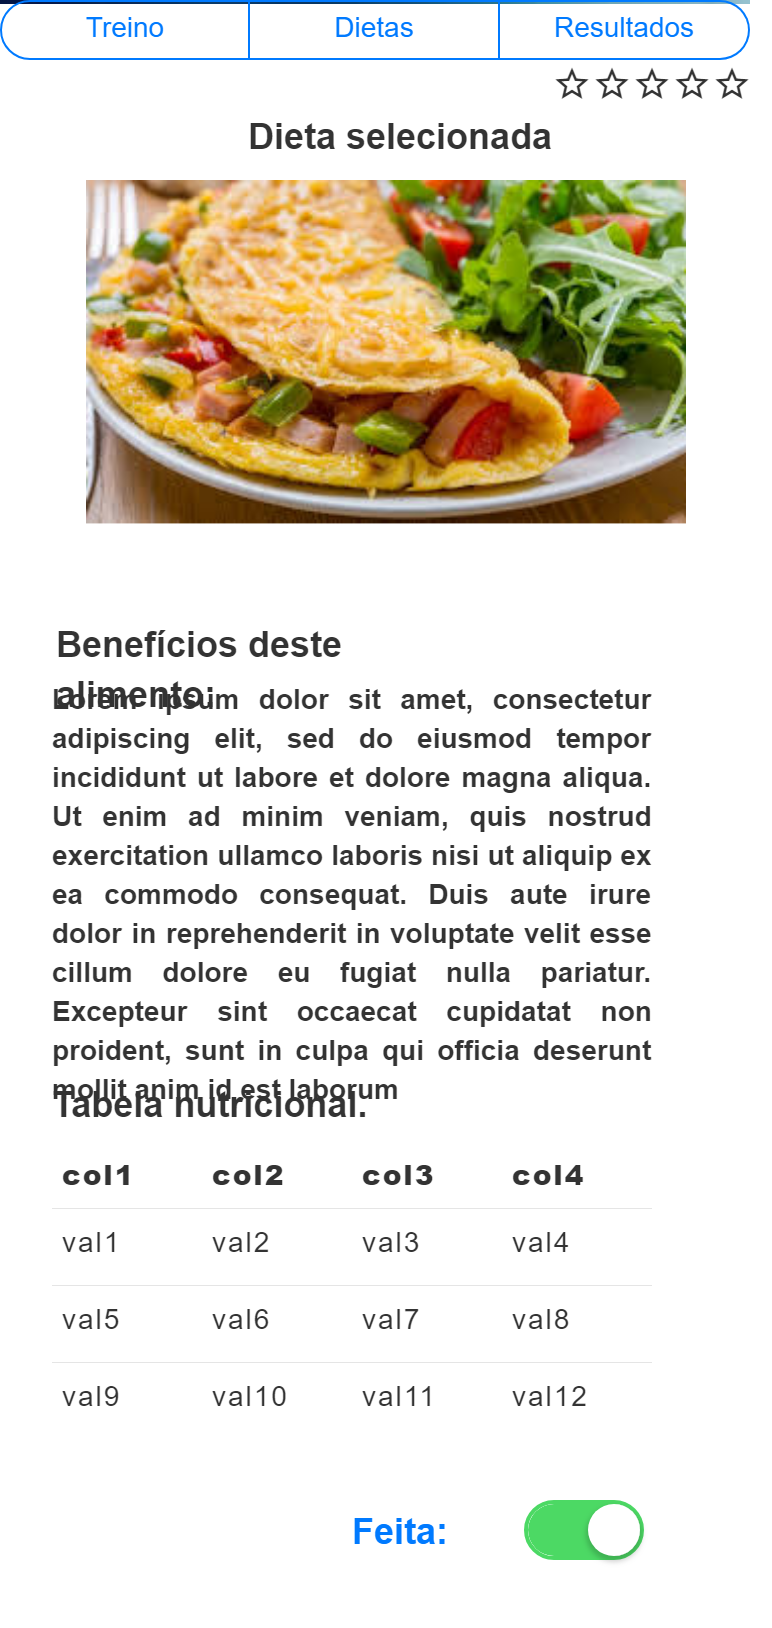 Treino Dietas Resultados
Dieta selecionada
Benefícios deste
alimento:
Lorem ipsum dolor sit amet, consectetur
adipiscing elit, sed do eiusmod tempor
incididunt ut labore et dolore magna aliqua.
Ut enim ad minim veniam, quis nostrud
exercitation ullamco laboris nisi ut aliquip ex
ea commodo consequat. Duis aute irure
dolor in reprehenderit in voluptate velit esse
cillum dolore eu fugiat nulla pariatur.
Excepteur sint occaecat cupidatat non
proident, sunt in culpa qui officia deserunt
mollit anim id est laborum
Tabela nutricional.
col1 col2 col3 col4
val1 val2 val3 val4
val5 val6 val7 val8
val9 val10 val11 val12
Feita: